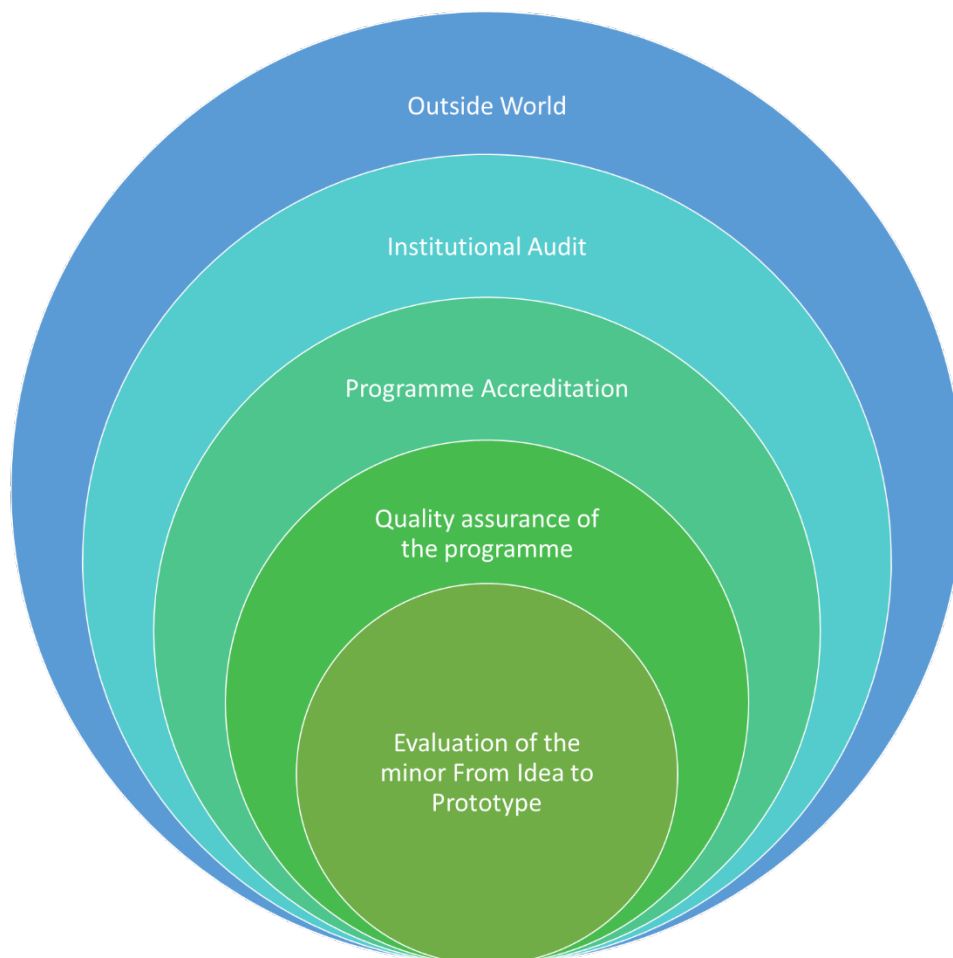 Outside World
Institutional Audit
Programme Accreditation
Quality assurance of
the programme
Evaluation of the
minor From Idea to
Prototype